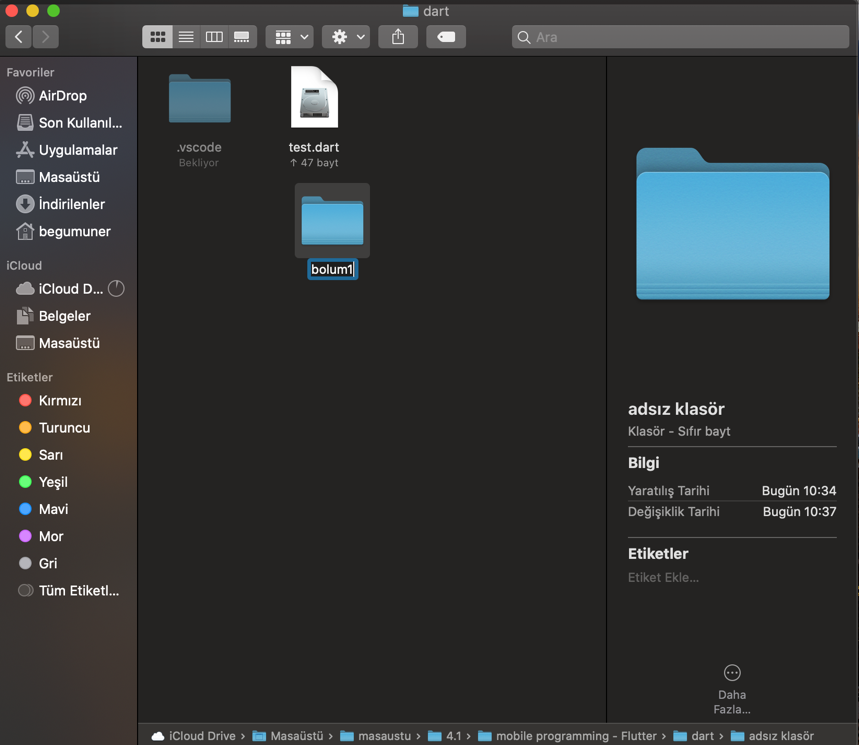 dart
Ara
Favoriler
AirDrop
Son Kullanıl...
Uygulamalar
Masaüstü
İndirilenler
begumuner
iCloud
iCloud D...
Belgeler
Masaüstü
Etiketler
Kırmızı
Turuncu
Sarı
Yeşil
Mavi
Mor
Gri
Tüm Etiketl...
.vscode
Bekliyor
test.dart
↑ 47 bayt
bolum1
adsız klasör
Klasör - Sıfır bayt
Bilgi
Yaratılış Tarihi Bugün 10:34
Değişiklik Tarihi Bugün 10:37
Etiketler
Etiket Ekle...
Daha
Fazla...
iCloud Drive › Masaüstü › masaustu › 4.1 › mobile programming - Flutter › dart › adsız klasör